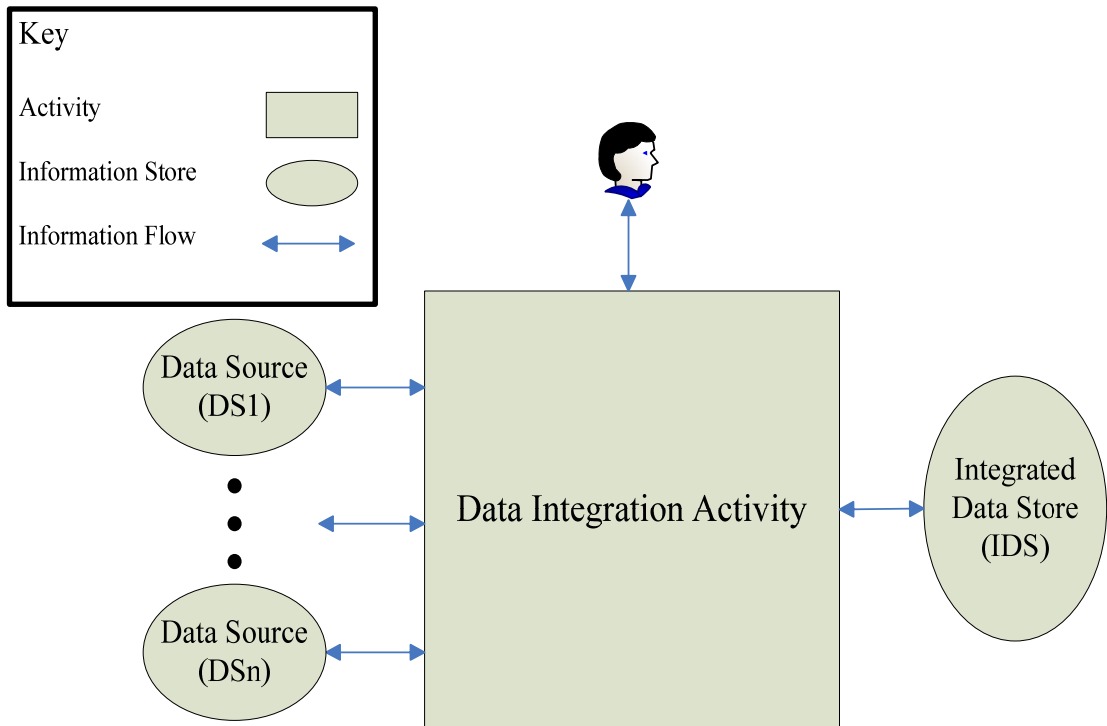 Key
Activity
Information Store
Information Flow
Data Source
(DS1)
Data Source
(DSn)
Data Integration Activity
Integrated
Data Store
(IDS)